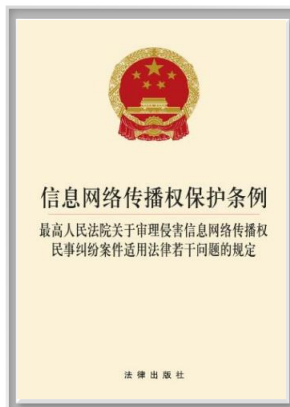 信息网络传播权保护条例
最高人民法院关于审理侵害信息网络传播权
民事纠纷案件适用法律若干问题的规定
法律出版社